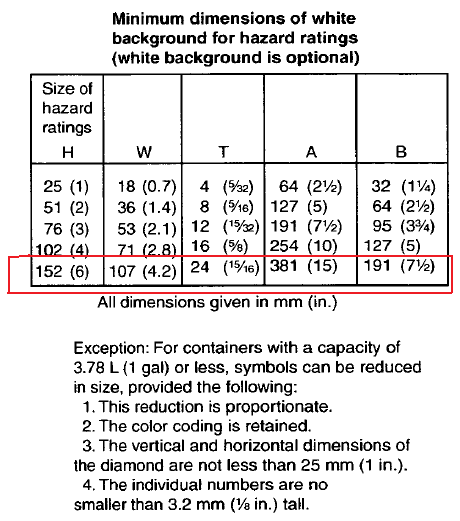 Minimum dimensions of white
background for hazard ratings
(white background is optional)
Size of
hazard
ratings
H W T A B
25 (1) 18 (0.7) 4 (5/32) 64 (2½) 32 (1¼)
51 (2) 36 (1.4) 8 (5/16) 127 (5) 64 (2½)
76 (3) 53 (2.1) 12 (15/32) 191 (7½) 95 (3¾)
102 (4) 71 (2.8) 16 (5/8) 254 (10) 127 (5)
152 (6) 107 (4.2) 24 (15/16) 381 (15) 191 (7½)
All dimensions given in mm (in.)
Exception: For containers with a capacity of
3.78 L (1 gal) or less, symbols can be reduced
in size, provided the following:
1. This reduction is proportionate.
2. The color coding is retained.
3. The vertical and horizontal dimensions of
the diamond are not less than 25 mm (1 in.).
4. The individual numbers are no
smaller than 3.2 mm (⅛ in.) tall.